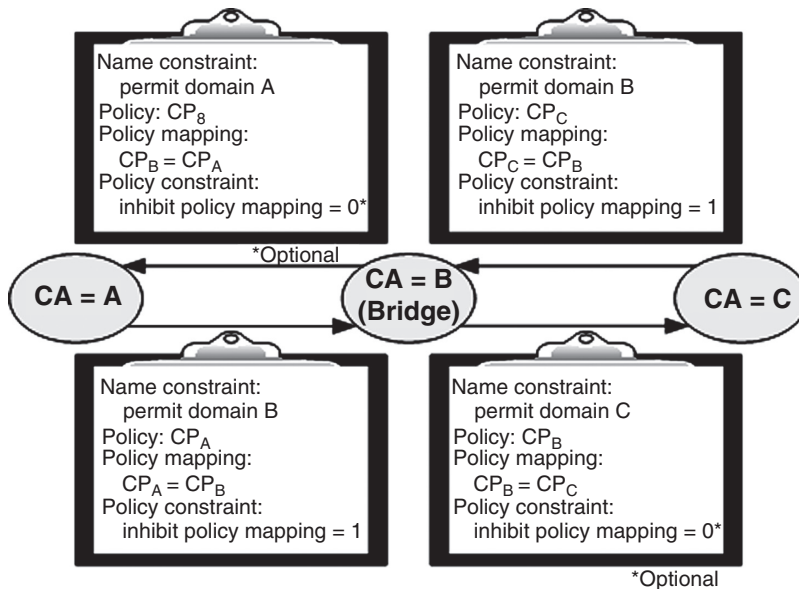 Name constraint:
permit domain A
Policy: CP8
Policy mapping:
CPB = CPA
Policy constraint:
inhibit policy mapping = 0*
Name constraint:
permit domain B
Policy: CPC
Policy mapping:
CPC = CPB
Policy constraint:
inhibit policy mapping = 1
*Optional
CA = A
CA = B
(Bridge)
CA = C
Name constraint:
permit domain B
Policy: CPA
Policy mapping:
CPA = CPB
Policy constraint:
inhibit policy mapping = 1
Name constraint:
permit domain C
Policy: CPB
Policy mapping:
CPB = CPC
Policy constraint:
inhibit policy mapping = 0*
*Optional